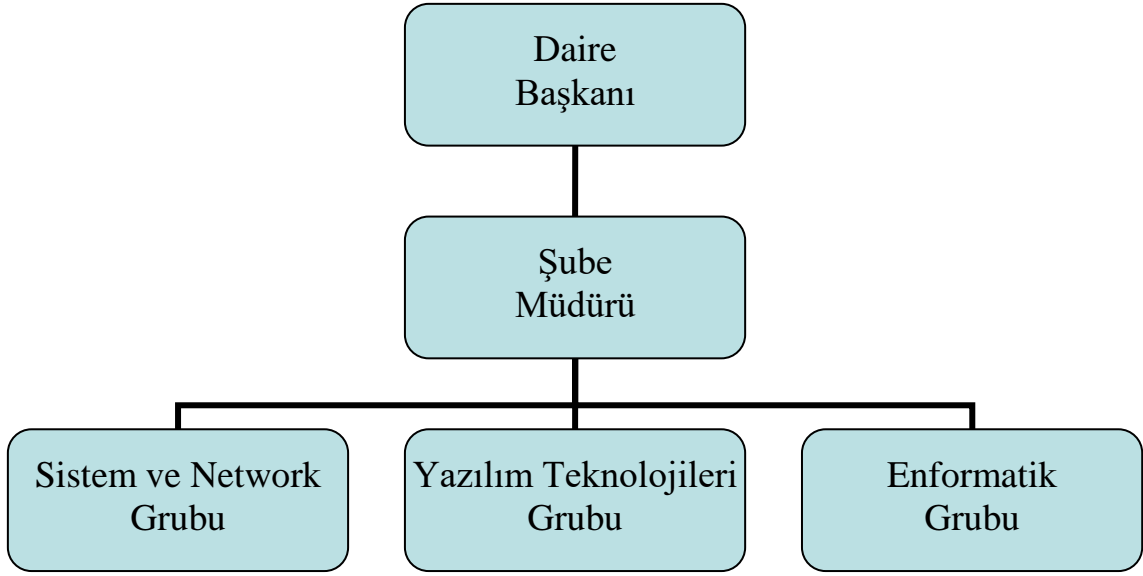 Daire
Başkanı
Şube
Müdürü
Sistem ve Network
Grubu
Yazılım Teknolojileri
Grubu
Enformatik
Grubu